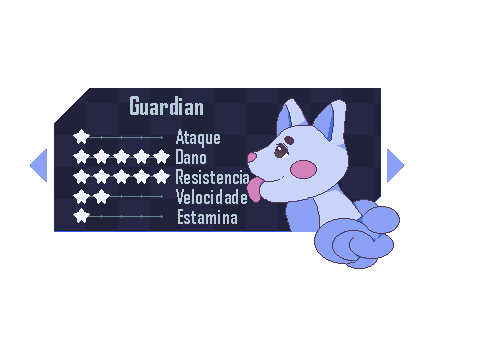 Guardian
Ataque
Dano
Resistencia
Velocidade
Estamina